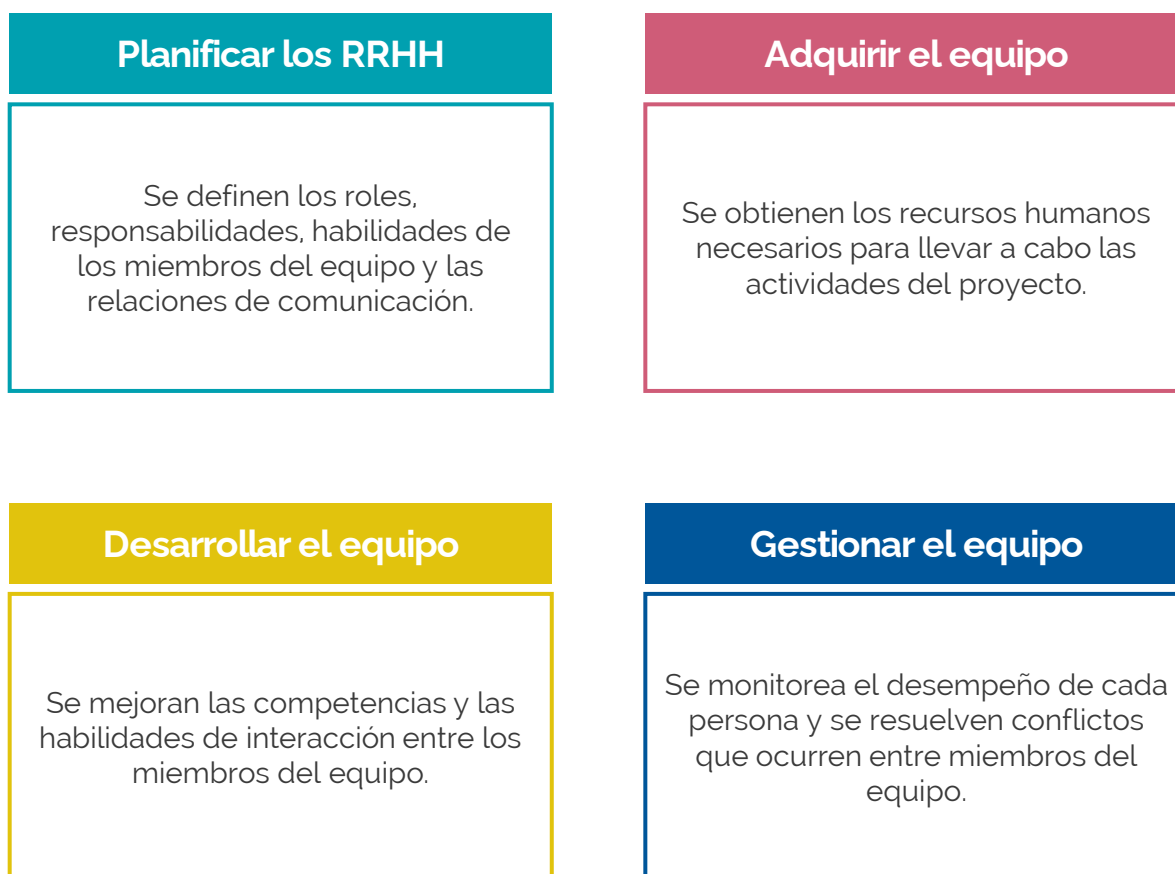 Planificar los RRHH
Se definen los roles,
responsabilidades, habilidades de
los miembros del equipo y las
relaciones de comunicación.
Adquirir el equipo
Se obtienen los recursos humanos
necesarios para llevar a cabo las
actividades del proyecto.
Desarrollar el equipo
Se mejoran las competencias y las
habilidades de interacción entre los
miembros del equipo.
Gestionar el equipo
Se monitorea el desempeño de cada
persona y se resuelven conflictos
que ocurren entre miembros del
equipo.